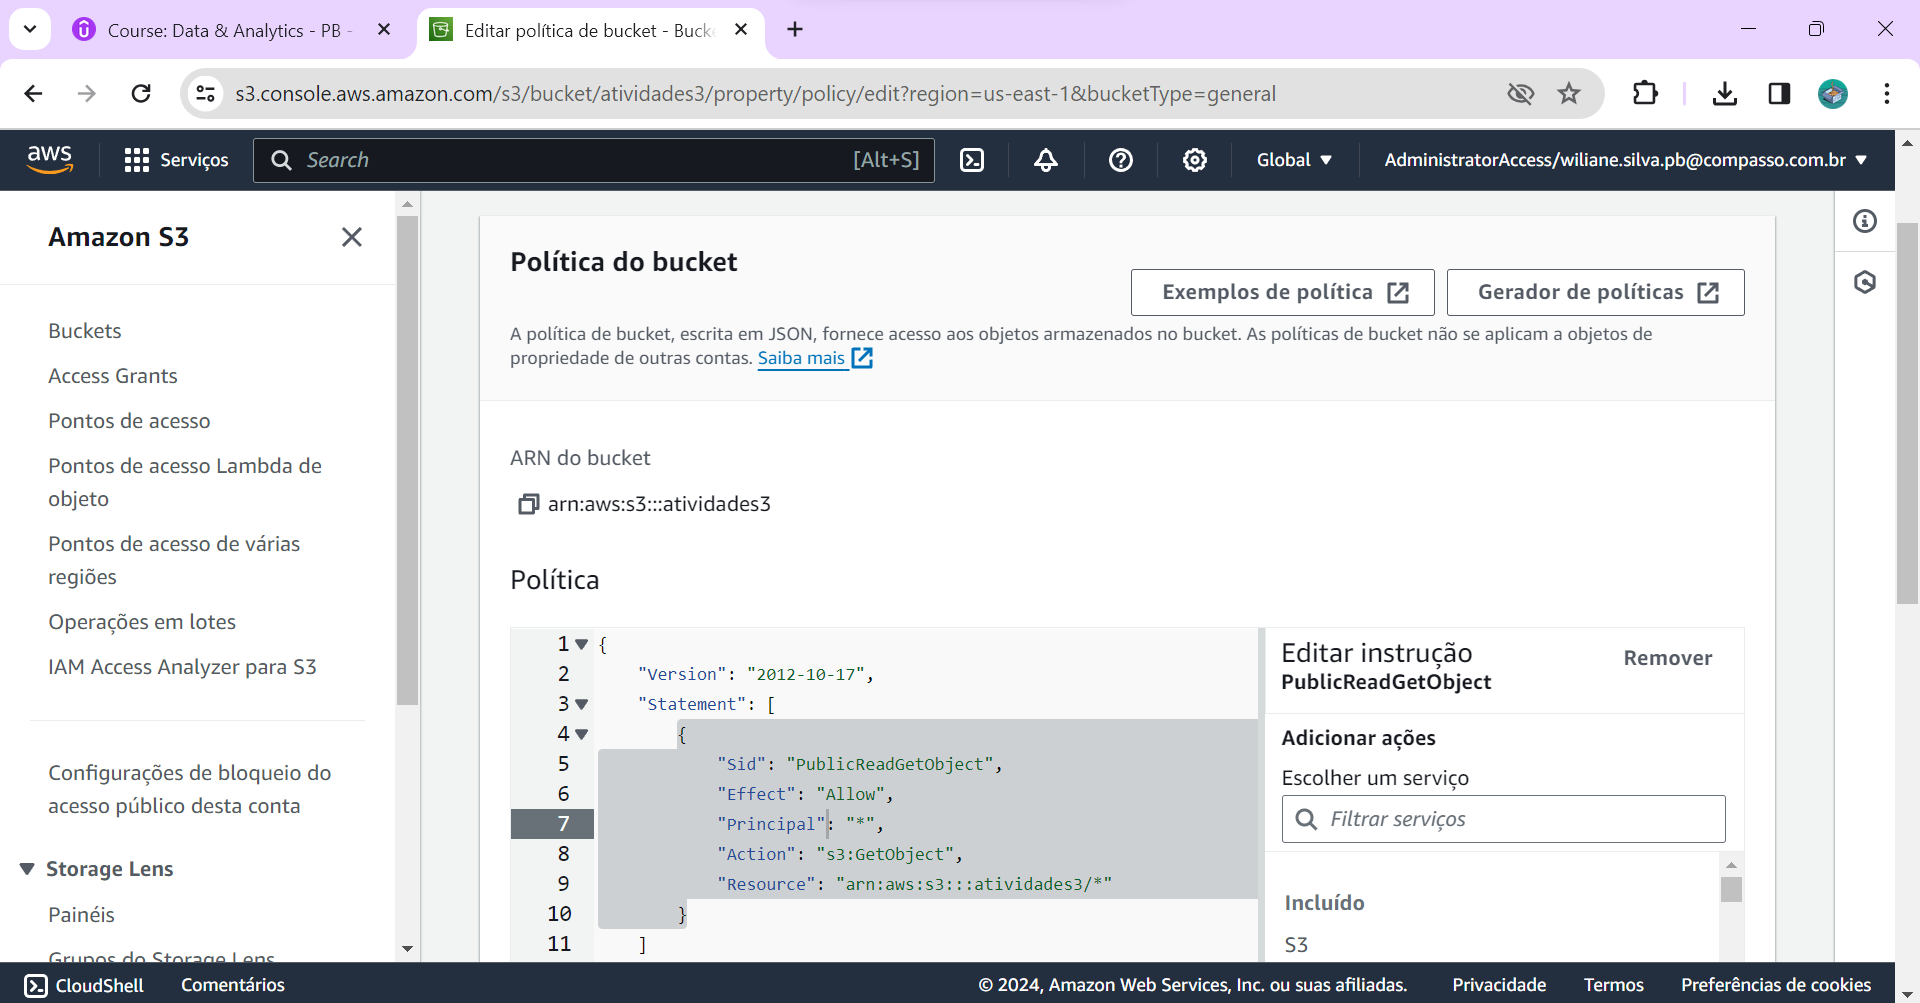 Course: Data & Analytics - PB -
Editar política de bucket - Buck
s3.console.aws.amazon.com/s3/bucket/atividades3/property/policy/edit?region=us-east-1&bucketType=general
aws
Serviços
Search
[Alt+S]
Global
AdministratorAccess/wiliane.silva.pb@compasso.com.br
Amazon S3
Buckets
Access Grants
Pontos de acesso
Pontos de acesso Lambda de
objeto
Pontos de acesso de várias
regiões
Operações em lotes
IAM Access Analyzer para S3
Configurações de bloqueio do
acesso público desta conta
Storage Lens
Painéis
Grupos do Storage Lens
Política do bucket
Exemplos de política
Gerador de políticas
A política de bucket, escrita em JSON, fornece acesso aos objetos armazenados no bucket. As políticas de bucket não se aplicam a objetos de
propriedade de outras contas. Saiba mais
ARN do bucket
arn:aws:s3:::atividades3
Política
1 {
2 "Version": "2012-10-17",
3 "Statement": [
4 {
5 "Sid": "PublicReadGetObject",
6 "Effect": "Allow",
7 "Principal": "*",
8 "Action": "s3:GetObject",
9 "Resource": "arn:aws:s3:::atividades3/*"
10 }
11 ]
Editar instrução
PublicReadGetObject
Remover
Adicionar ações
Escolher um serviço
Filtrar serviços
Incluído
S3
CloudShell
Comentários
© 2024, Amazon Web Services, Inc. ou suas afiliadas.
Privacidade
Termos
Preferências de cookies